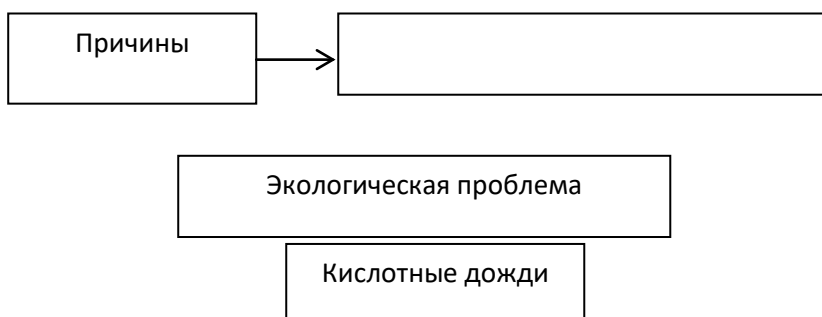 Причины
Экологическая проблема
Кислотные дожди